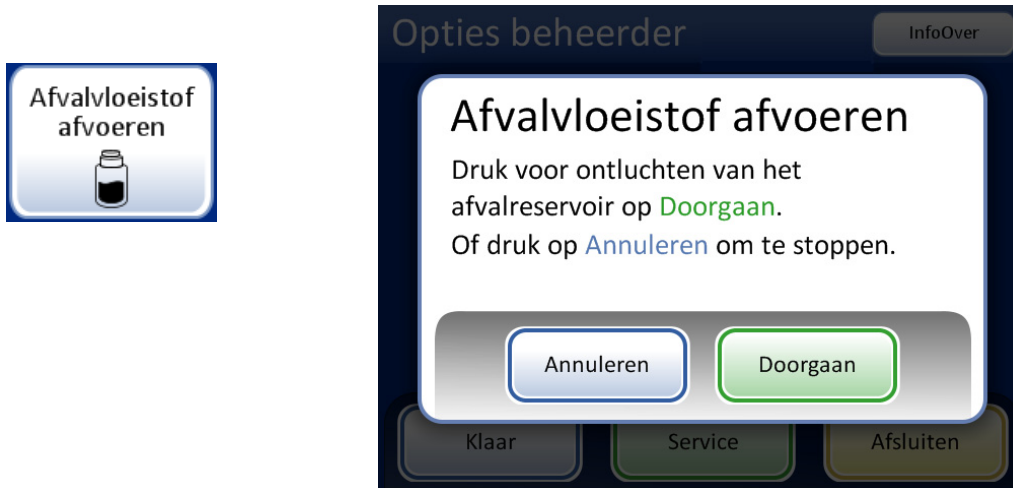 Afvalvloeistof
afvoeren
Opties beheerder
InfoOver
Afvalvloeistof afvoeren
Druk voor ontluchten van het
afvalreservoir op Doorgaan.
Of druk op Annuleren om te stoppen.
Annuleren
Doorgaan
Klaar
Service
Afsluiten